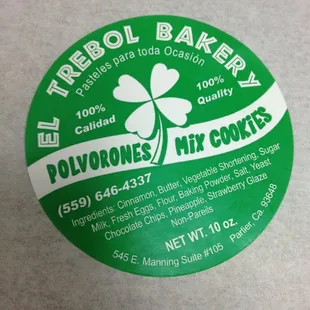 EL TREBOL BAKERY
Pasteles para toda Ocasión
100%
Calidad
100%
Quality
POLVORONES
MIX COOKIES
(559) 646-4337
Ingredients: Cinnamon, Butter, Vegetable Shortening, Sugar
Milk, Fresh Eggs, Flour, Baking Powder, Salt, Yeast
Chocolate Chips, Pineapple, Strawberry Glaze
Non-Pareils
NET WT. 10 oz.
545 E. Manning Suite #105 Parlier, Ca. 93648